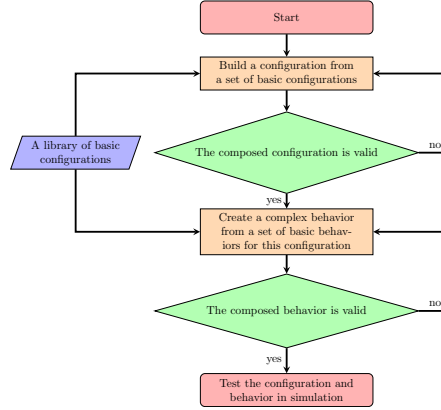 Start
Build a configuration from
a set of basic configurations
A library of basic
configurations
The composed configuration is valid
no
yes
Create a complex behavior
from a set of basic behav-
iors for this configuration
The composed behavior is valid
no
yes
Test the configuration and
behavior in simulation